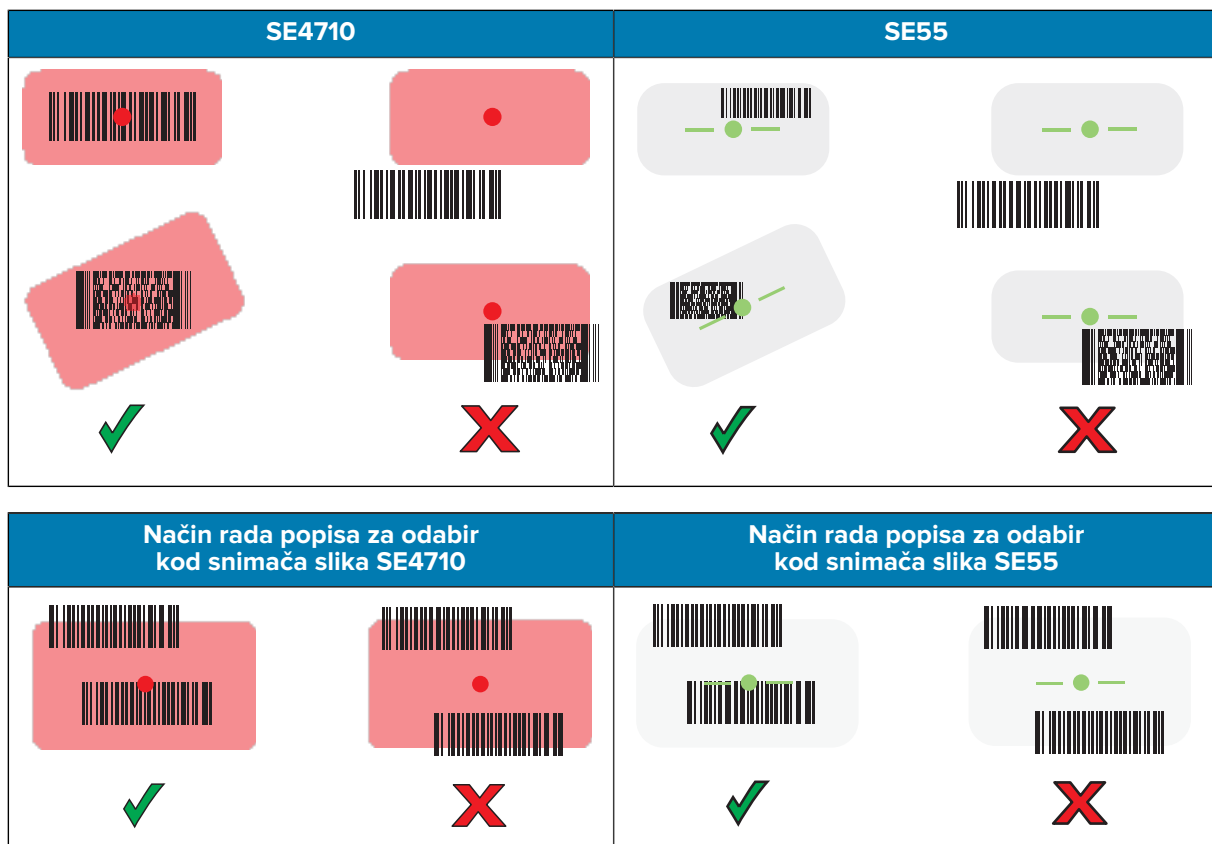 SE4710
SE55
Način rada popisa za odabir
kod snimača slika SE4710
Način rada popisa za odabir
kod snimača slika SE55